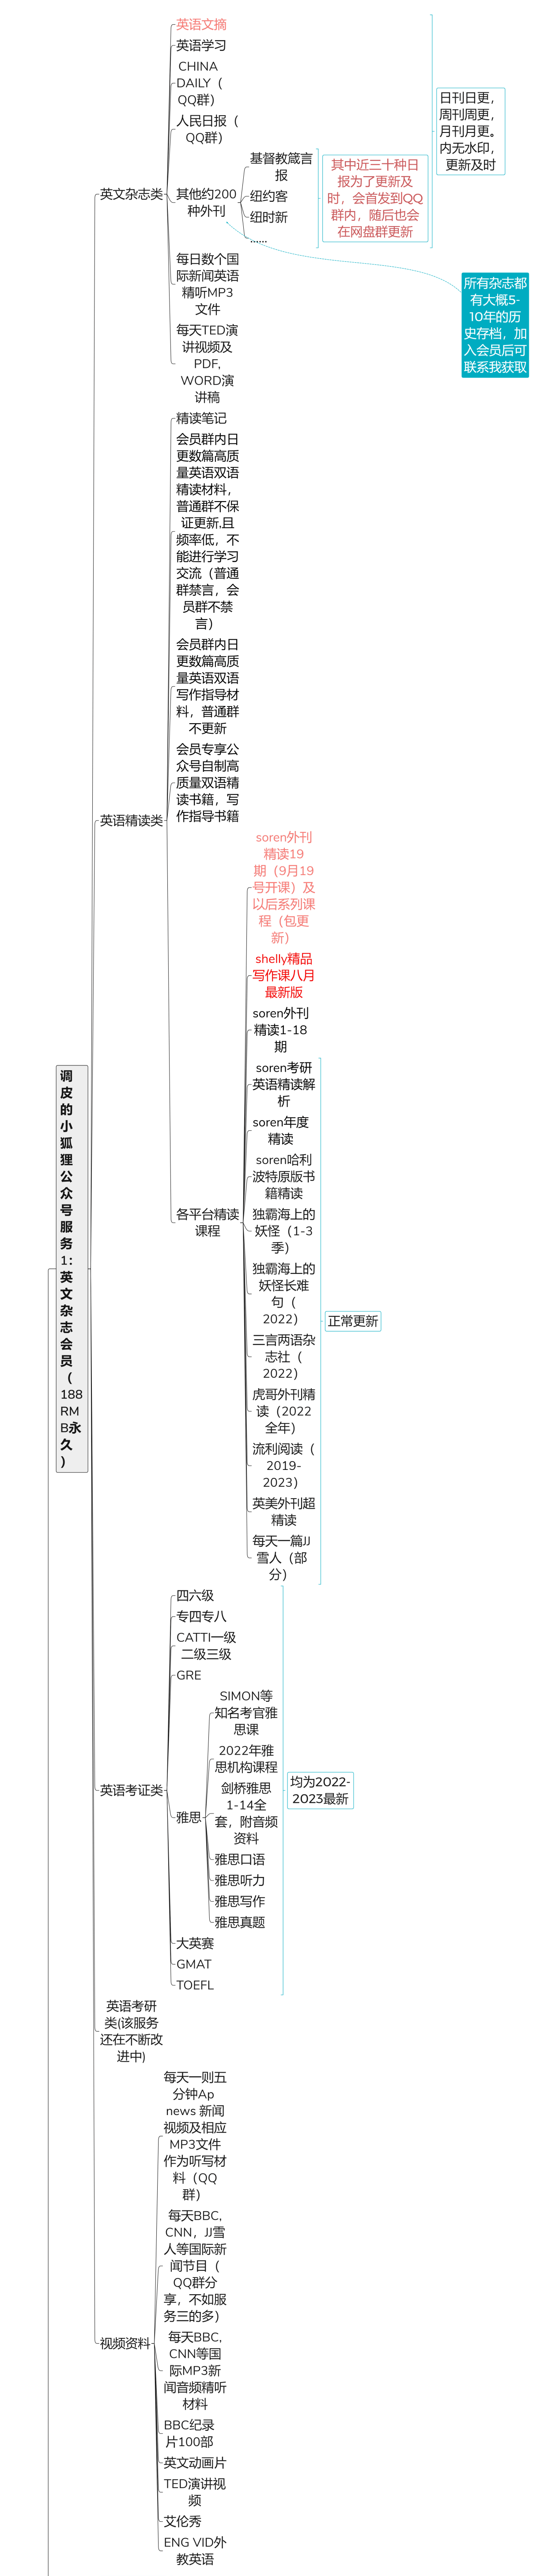 调
皮
的
小
狐
狸
公
众
号
服
务
1：
英
文
杂
志
会
员
（
188
RM
B永
久
）
英文杂志类
英语文摘
英语学习
CHINA
DAILY（
QQ群）
人民日报（
QQ群）
其他约200
种外刊
基督教箴言
报
纽约客
纽时新
......
其中近三十种日
报为了更新及
时，会首发到QQ
群内，随后也会
在网盘群更新
日刊日更，
周刊周更，
月刊月更。
内无水印，
更新及时
所有杂志都
有大概5-
10年的历
史存档，加
入会员后可
联系我获取
每日数个国
际新闻英语
精听MP3
文件
每天TED演
讲视频及
PDF,
WORD演
讲稿
英语精读类
精读笔记
会员群内日
更数篇高质
量英语双语
精读材料，
普通群不保
证更新,且
频率低，不
能进行学习
交流（普通
群禁言，会
员群不禁
言）
会员群内日
更数篇高质
量英语双语
写作指导材
料，普通群
不更新
会员专享公
众号自制高
质量双语精
读书籍，写
作指导书籍
各平台精读
课程
soren外刊
精读19
期（9月19
号开课）及
以后系列课
程（包更
新）
shelly精品
写作课八月
最新版
soren外刊
精读1-18
期
soren考研
英语精读解
析
soren年度
精读
soren哈利
波特原版书
籍精读
独霸海上的
妖怪（1-3
季）
独霸海上的
妖怪长难
句（
2022）
三言两语杂
志社（
2022）
虎哥外刊精
读（2022
全年）
流利阅读（
2019-
2023）
英美外刊超
精读
每天一篇JJ
雪人（部
分）
正常更新
英语考证类
四六级
专四专八
CATTI一级
二级三级
GRE
雅思
SIMON等
知名考官雅
思课
2022年雅
思机构课程
剑桥雅思
1-14全
套，附音频
资料
雅思口语
雅思听力
雅思写作
雅思真题
大英赛
GMAT
TOEFL
均为2022-
2023最新
英语考研
类(该服务
还在不断改
进中)
视频资料
每天一则五
分钟Ap
news 新闻
视频及相应
MP3文件
作为听写材
料（QQ
群）
每天BBC,
CNN，JJ雪
人等国际新
闻节目（
QQ群分
享，不如服
务三的多）
每天BBC,
CNN等国
际MP3新
闻音频精听
材料
BBC纪录
片100部
英文动画片
TED演讲视
频
艾伦秀
ENG VID外
教英语